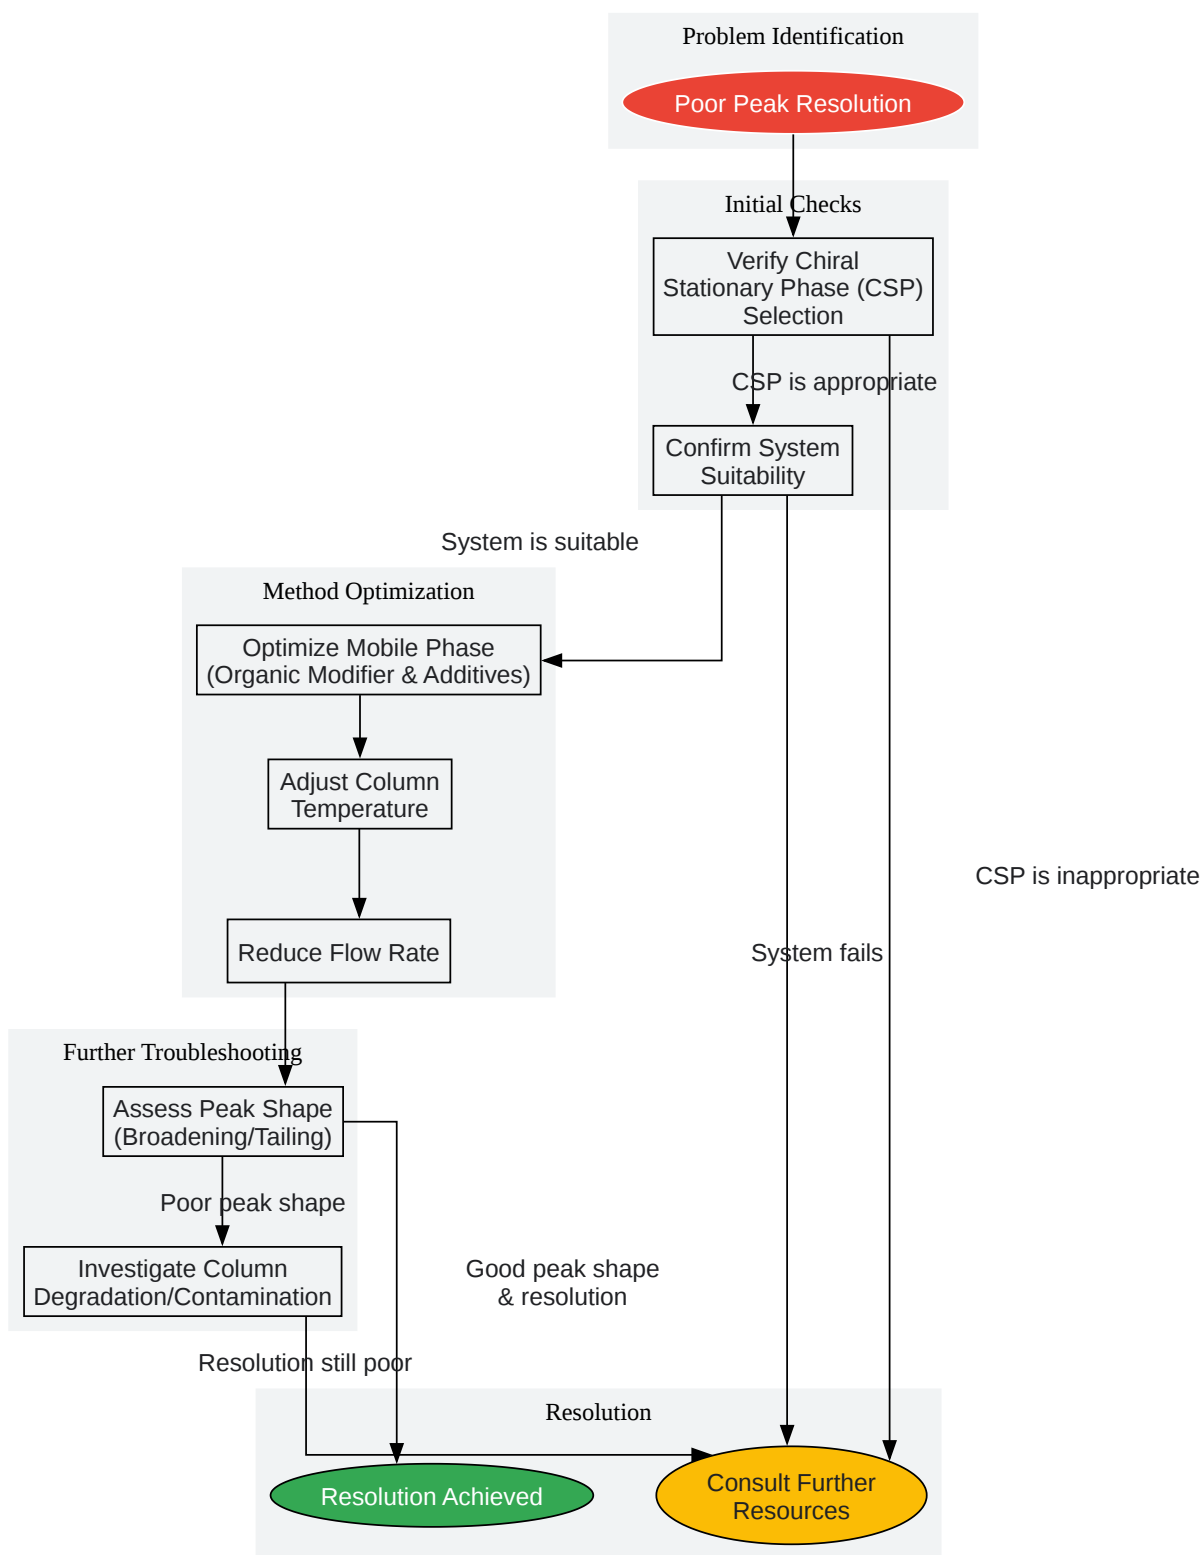 Problem Identification
Poor Peak Resolution
Initial Checks
Verify Chiral
Stationary Phase (CSP)
Selection
CSP is appropriate
Confirm System
Suitability
System is suitable
Method Optimization
Optimize Mobile Phase
(Organic Modifier & Additives)
Adjust Column
Temperature
CSP is inappropriate
Reduce Flow Rate
System fails
Further Troubleshooting
Assess Peak Shape
(Broadening/Tailing)
Poor peak shape
Investigate Column
Degradation/Contamination
Good peak shape
& resolution
Resolution still poor
Resolution
Resolution Achieved
Consult Further
Resources